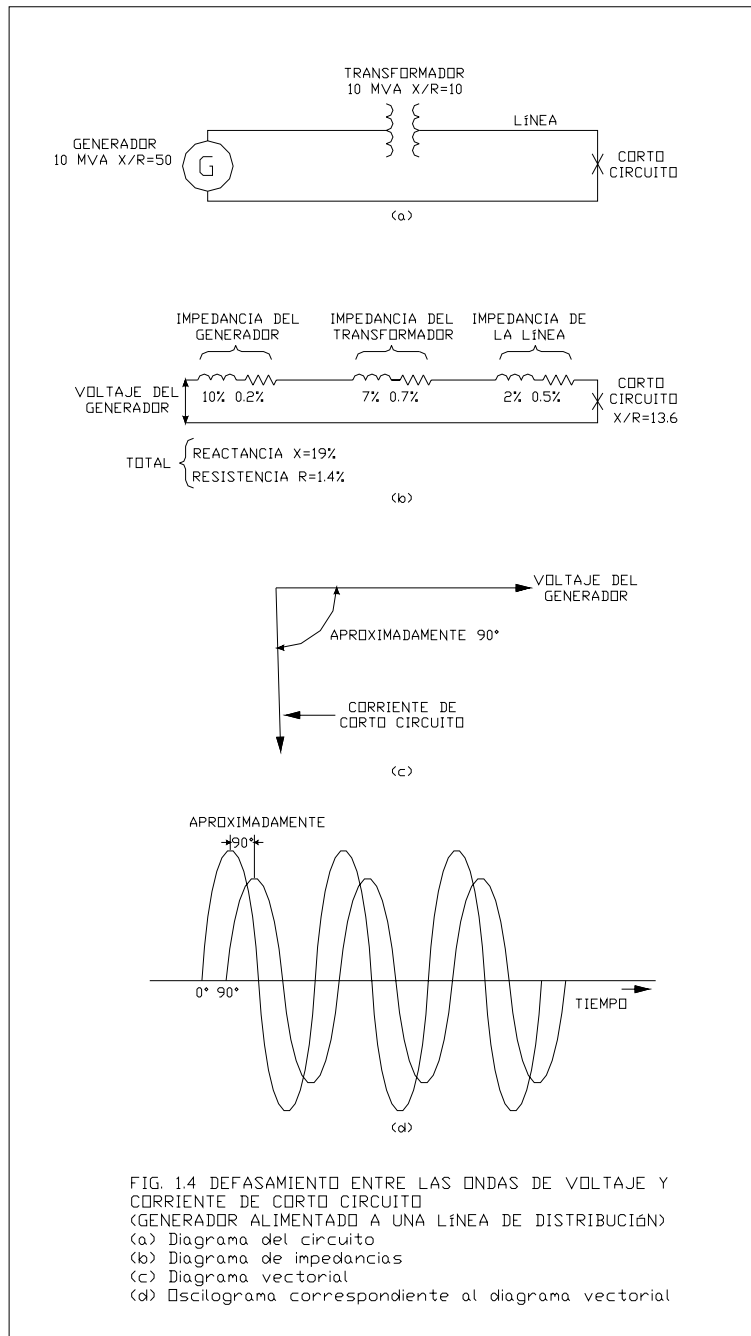 TRANSFORMADOR
10 MVA X/R=10
LíNEA
GENERADOR
10 MVA X/R=50
G
CORTO
CIRCUITO
(a)
IMPEDANCIA DEL
GENERADOR
IMPEDANCIA DEL
TRANSFORMADOR
IMPEDANCIA DE
LA LíNEA
VOLTAJE DEL
GENERADOR
10% 0.2%
7% 0.7%
2% 0.5%
CORTO
CIRCUITO
X/R=13.6
TOTAL
REACTANCIA X=19%
RESISTENCIA R=1.4%
(b)
VOLTAJE DEL
GENERADOR
APROXIMADAMENTE 90°
CORRIENTE DE
CORTO CIRCUITO
(c)
APROXIMADAMENTE
90°
0° 90°
TIEMPO
(d)
FIG. 1.4 DEFASAMIENTO ENTRE LAS ONDAS DE VOLTAJE Y
CORRIENTE DE CORTO CIRCUITO
(GENERADOR ALIMENTADO A UNA LíNEA DE DISTRIBUCIóN)
(a) Diagrama del circuito
(b) Diagrama de impedancias
(c) Diagrama vectorial
(d) Oscilograma correspondiente al diagrama vectorial